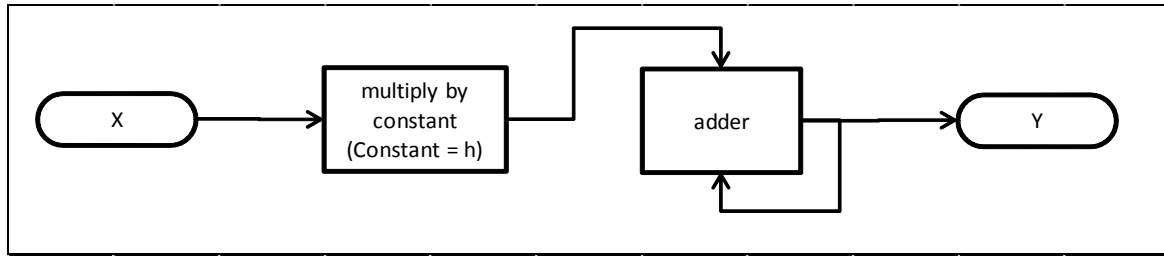 X
multiply by
constant
(Constant = h)
adder
Y